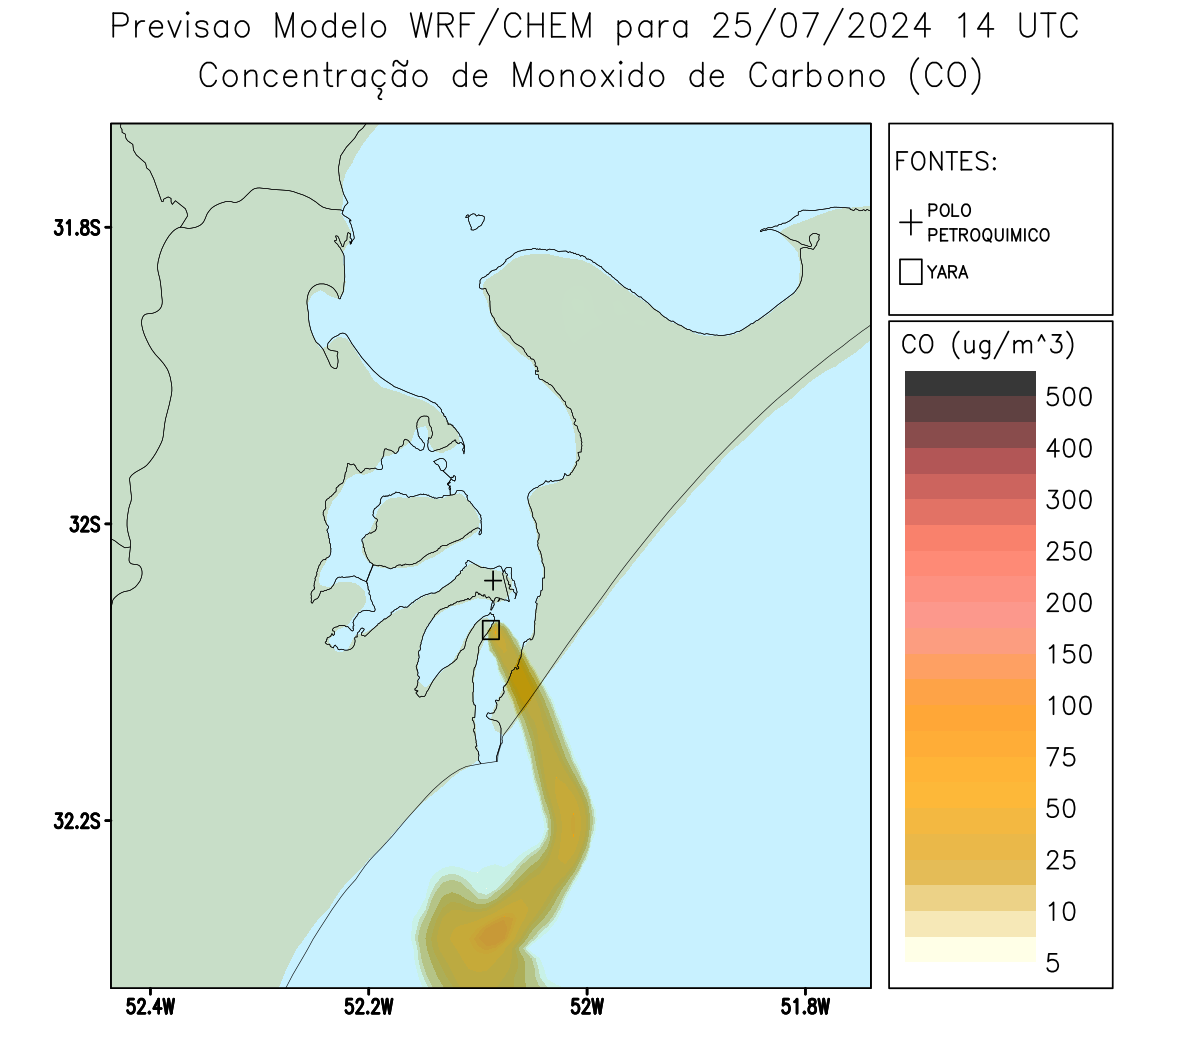 Previsao Modelo WRF/CHEM para 25/07/2024 14 UTC
Concentração de Monoxido de Carbono (CO)
FONTES:
POLO
PETROQUIMICO
YARA
CO (ug/m^3)
500
400
300
250
200
150
100
75
50
25
10
5
31.8S
32S
32.2S
52.4W
52.2W
52W
51.8W